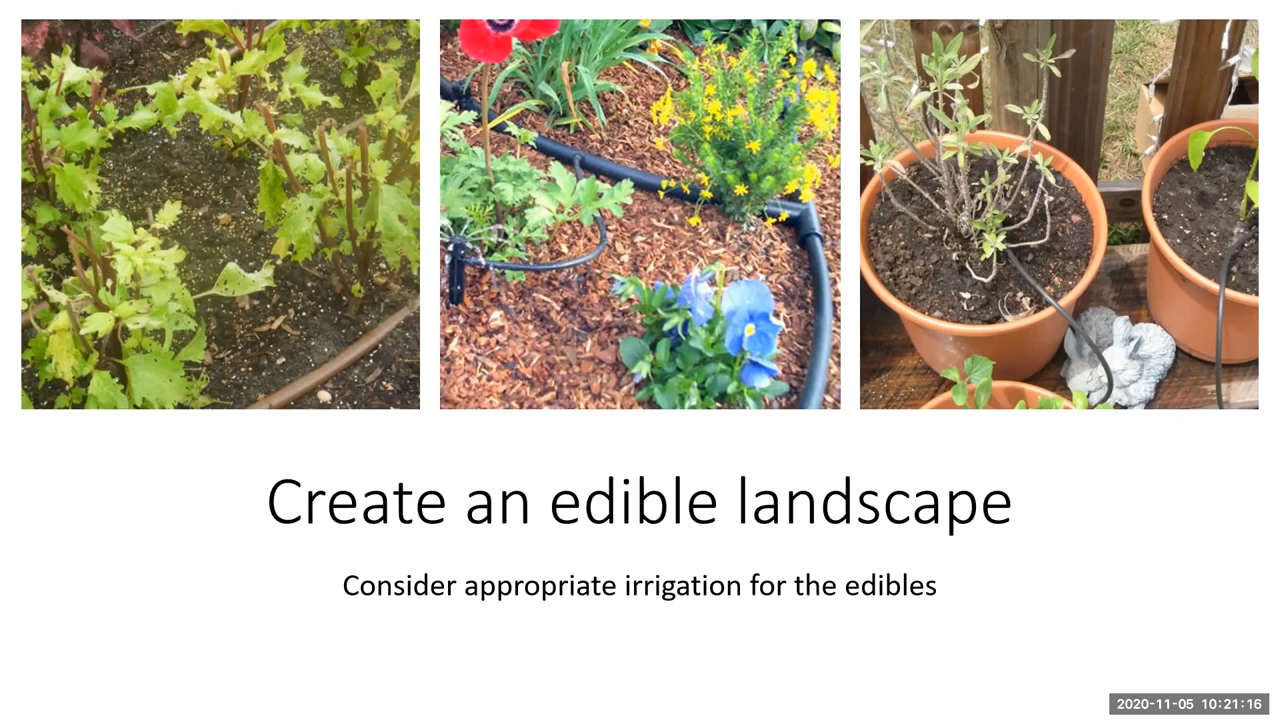 Create an edible landscape
Consider appropriate irrigation for the edibles
2020-11-05 10:21:16